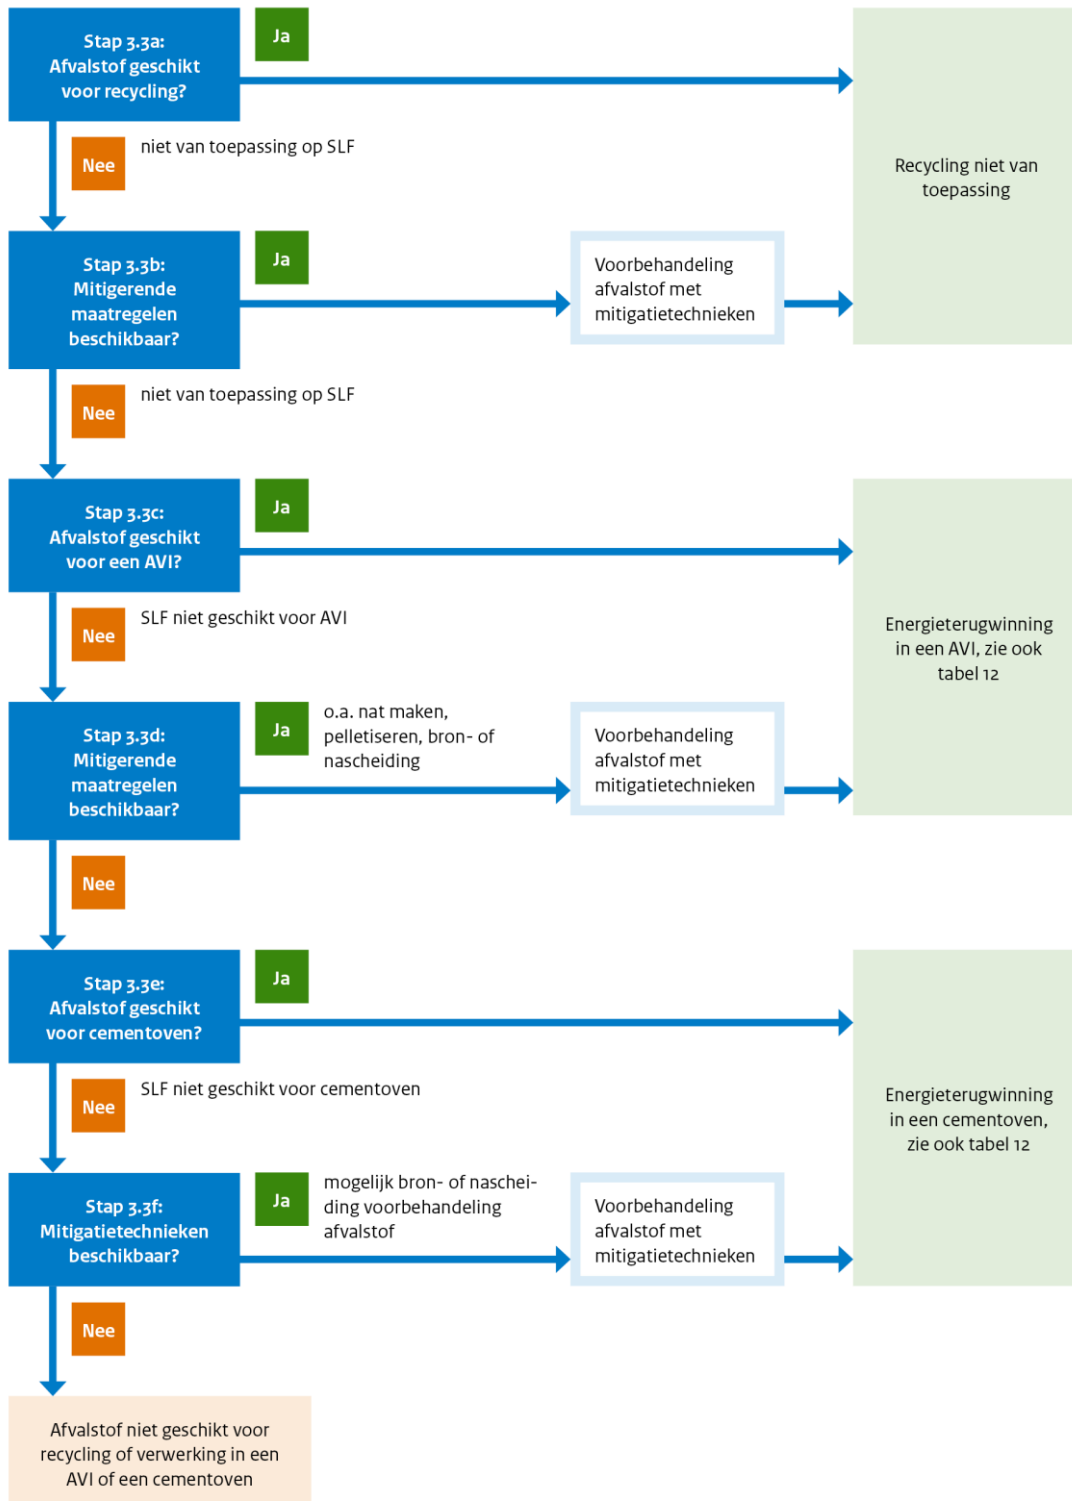 Stap 3.3a:
Afvalstof geschikt
voor recycling?
Ja
Nee
niet van toepassing op SLF
Recycling niet van
toepassing
Stap 3.3b:
Mitigerende
maatregelen
beschikbaar?
Ja
Voorbehandeling
afvalstof met
mitigatietechnieken
Nee
niet van toepassing op SLF
Stap 3.3c:
Afvalstof geschikt
voor een AVI?
Ja
Nee
SLF niet geschikt voor AVI
Energieterugwinning
in een AVI, zie ook
tabel 12
Stap 3.3d:
Mitigerende
maatregelen
beschikbaar?
Ja
o.a. nat maken,
pelletiseren, bron- of
nascheiding
Voorbehandeling
afvalstof met
mitigatietechnieken
Nee
Stap 3.3e:
Afvalstof geschikt
voor cementoven?
Ja
Nee
SLF niet geschikt voor cementoven
Energieterugwinning
in een cementoven,
zie ook tabel 12
Stap 3.3f:
Mitigatietechnieken
beschikbaar?
Ja
mogelijk bron- of naschei-
ding voorbehandeling
afvalstof
Voorbehandeling
afvalstof met
mitigatietechnieken
Nee
Afvalstof niet geschikt voor
recycling of verwerking in een
AVI of een cementoven